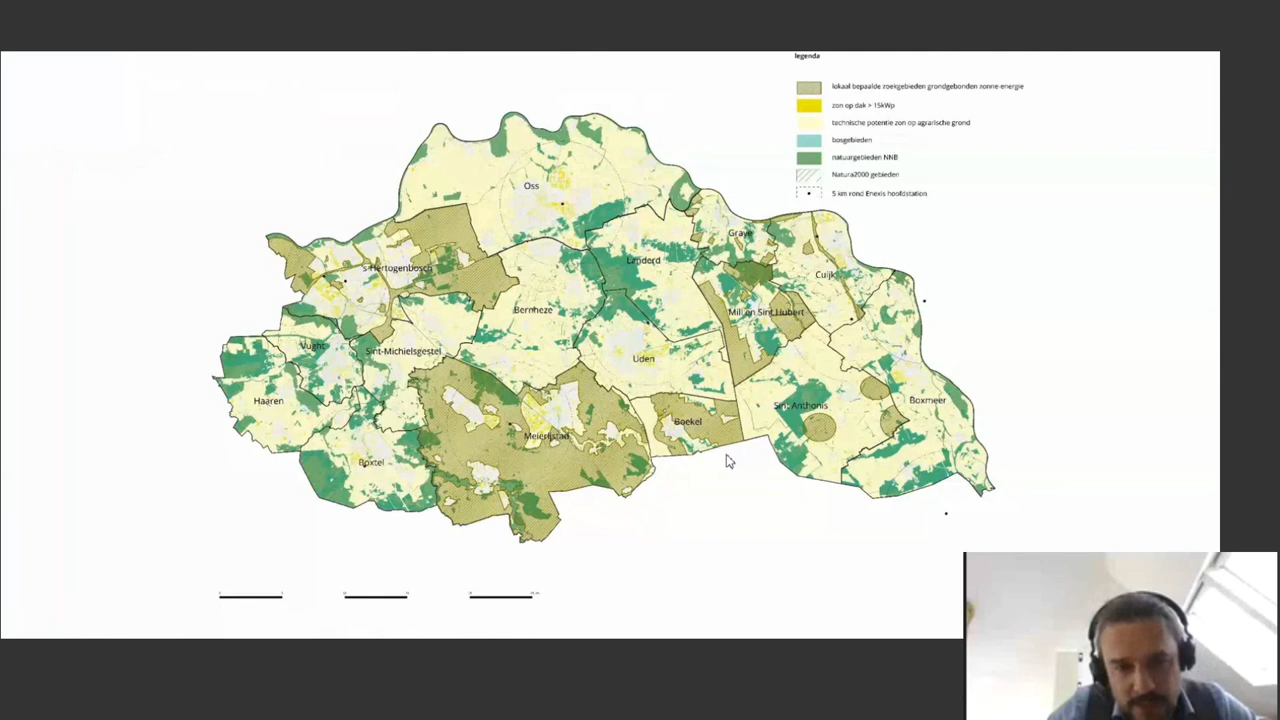 legenda
lokaal bepaalde zoekgebieden grondgebonden zonne-energie
zon op dak > 15kWp
technische potentie zon op agrarische grond
bosgebieden
natuurgebieden NNB
Natura2000 gebieden
5 km rond Enexis hoofdstation
Oss
Grave
Landerd
's Hertogenbosch
Cuijk
Bernheze
Mill en Sint Hubert
Vught
Sint-Michielsgestel
Uden
Haaren
Boxmeer
Sint Anthonis
Boekel
Meierijstad
Boxtel